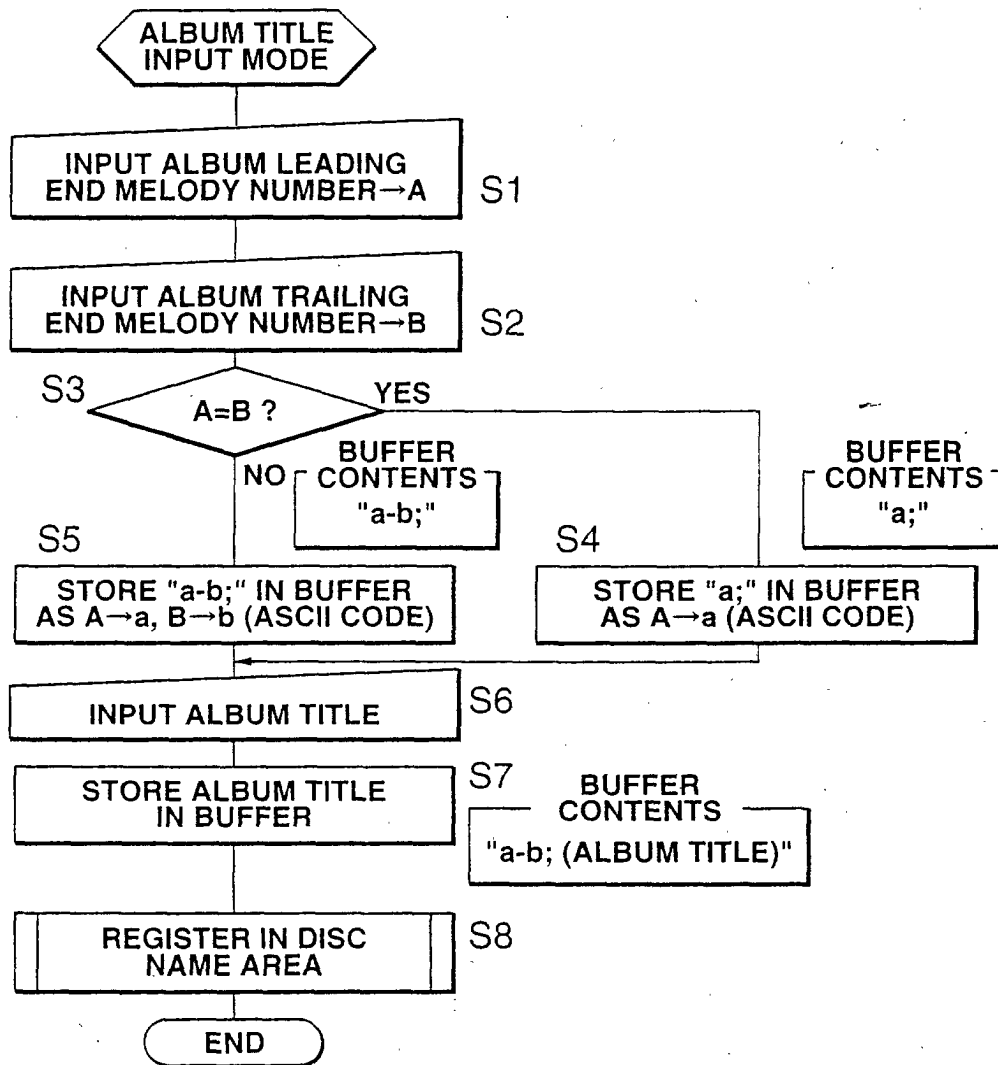 ALBUM TITLE
INPUT MODE
INPUT ALBUM LEADING
END MELODY NUMBER→A
S1
INPUT ALBUM TRAILING
END MELODY NUMBER→B
S2
S3
A=B ?
YES
NO
BUFFER
CONTENTS
"a-b;"
BUFFER
CONTENTS
"a;"
S5
STORE "a-b;" IN BUFFER
AS A→a, B→b (ASCII CODE)
S4
STORE "a;" IN BUFFER
AS A→a (ASCII CODE)
INPUT ALBUM TITLE
S6
STORE ALBUM TITLE
IN BUFFER
S7
BUFFER
CONTENTS
"a-b; (ALBUM TITLE)"
REGISTER IN DISC
NAME AREA
S8
END